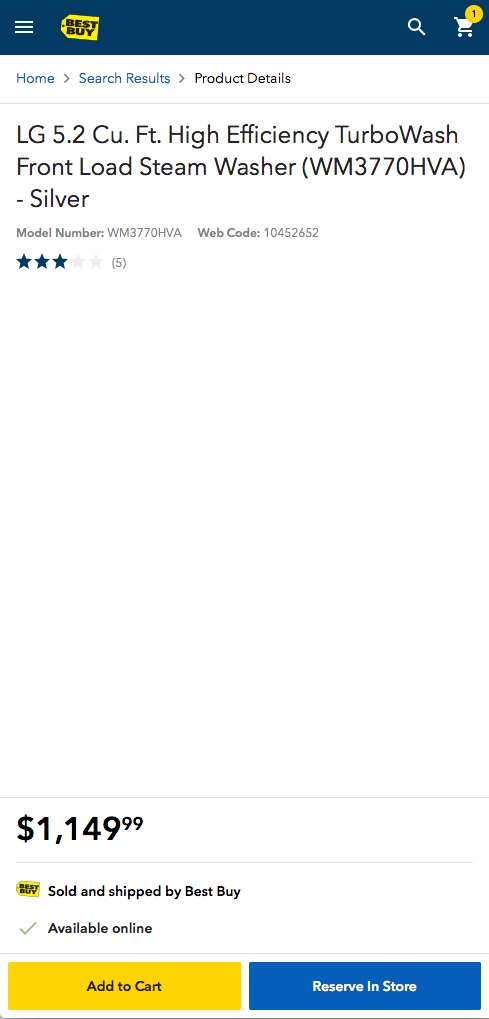 BEST BUY
1
Home > Search Results > Product Details
LG 5.2 Cu. Ft. High Efficiency TurboWash
Front Load Steam Washer (WM3770HVA)
- Silver
Model Number: WM3770HVA Web Code: 10452652
(5)
$1,149.99
BEST BUY Sold and shipped by Best Buy
Available online
Add to Cart Reserve In Store